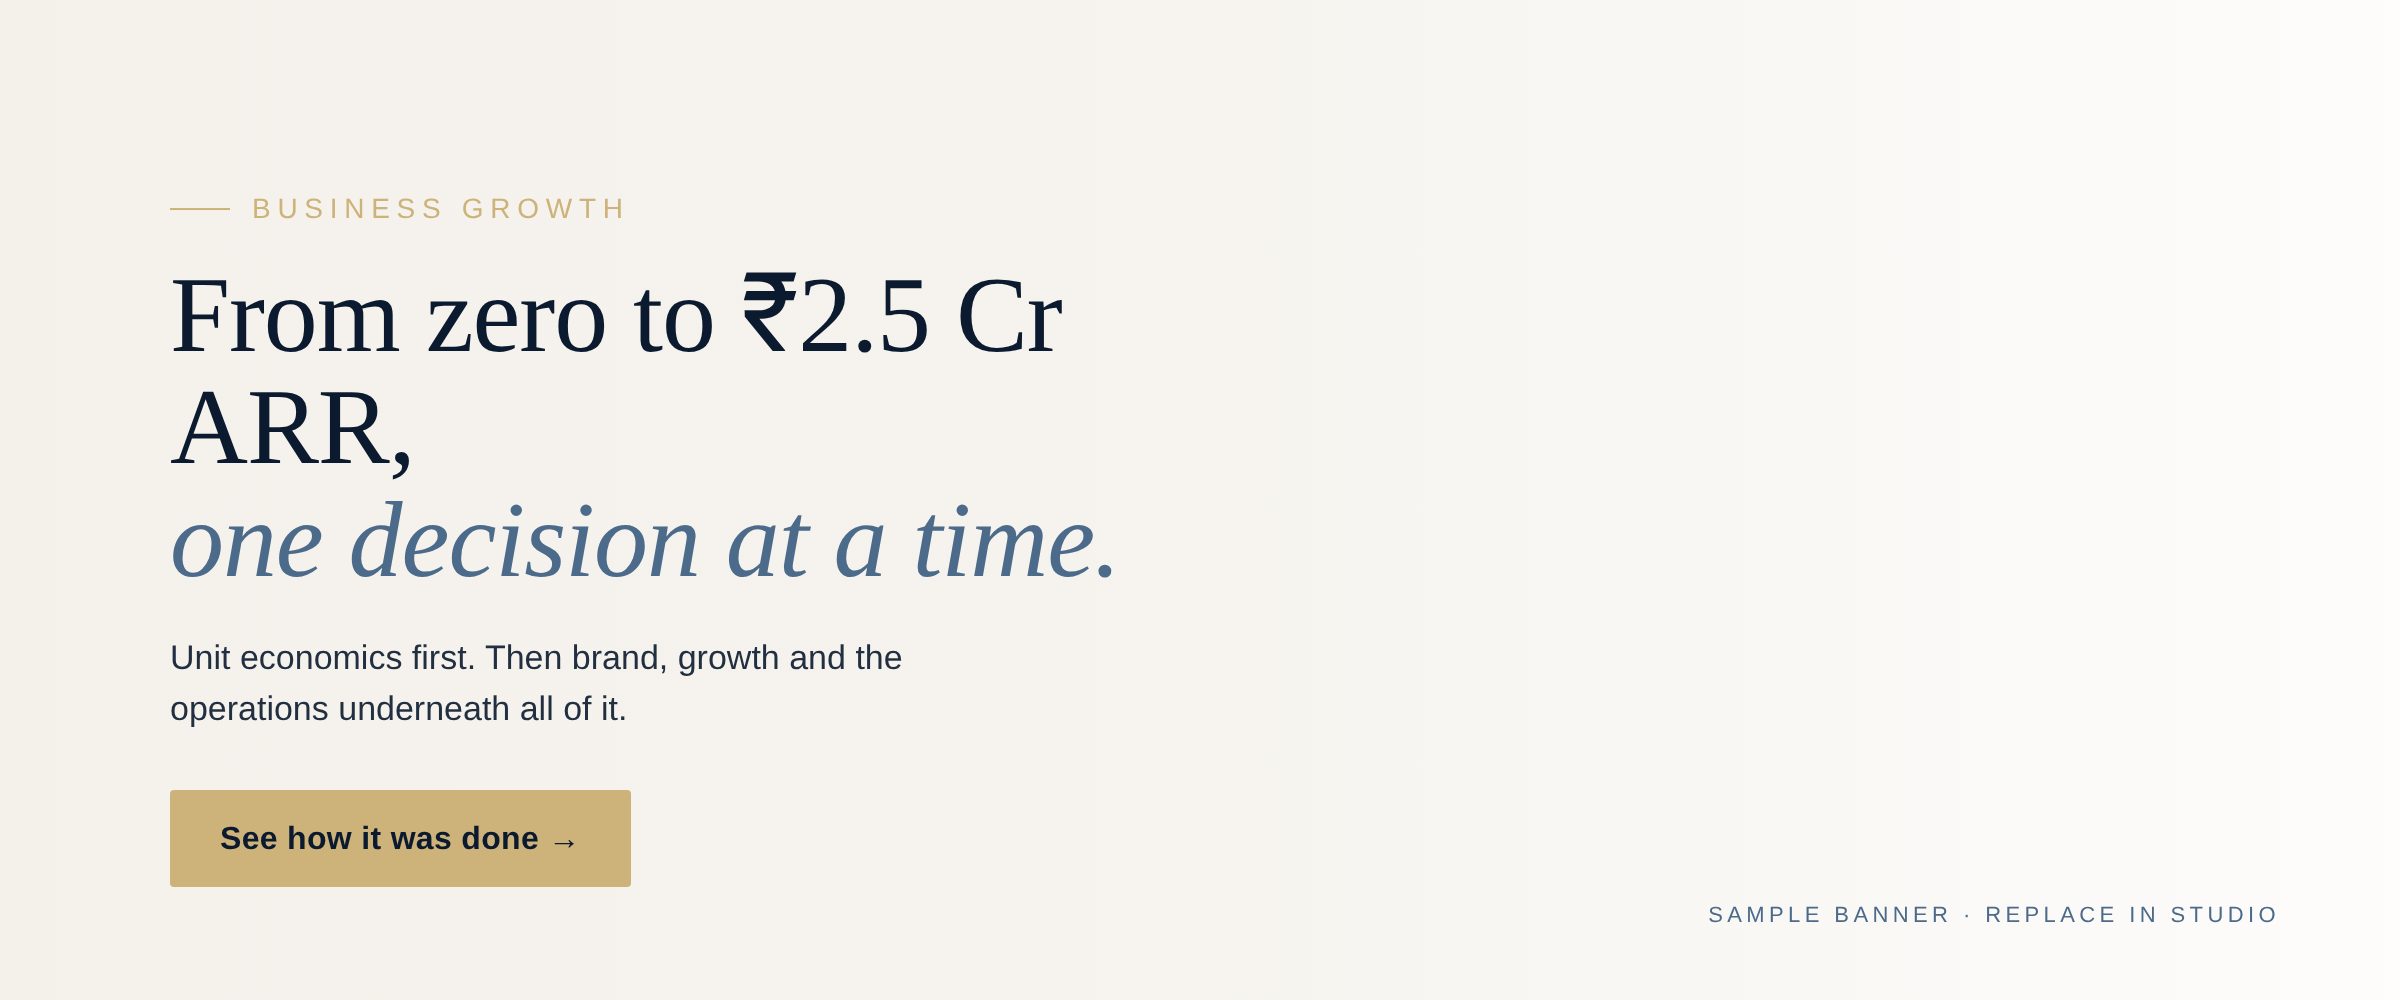 BUSINESS GROWTH
From zero to ₹2.5 Cr
ARR,
one decision at a time.
Unit economics first. Then brand, growth and the
operations underneath all of it.
See how it was done →
SAMPLE BANNER · REPLACE IN STUDIO